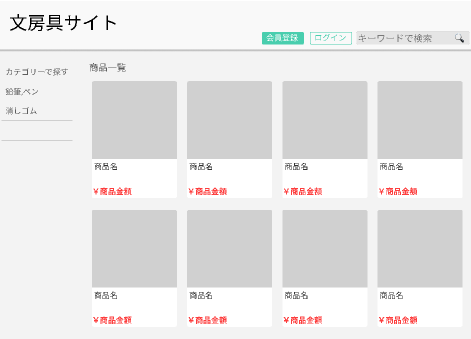 文房具サイト
会員登録 ログイン キーワードで検索
カテゴリーで探す
鉛筆,ペン
消しゴム
商品一覧
商品名 商品名 商品名 商品名
￥商品金額 ￥商品金額 ￥商品金額 ￥商品金額
商品名 商品名 商品名 商品名
￥商品金額 ￥商品金額 ￥商品金額 ￥商品金額